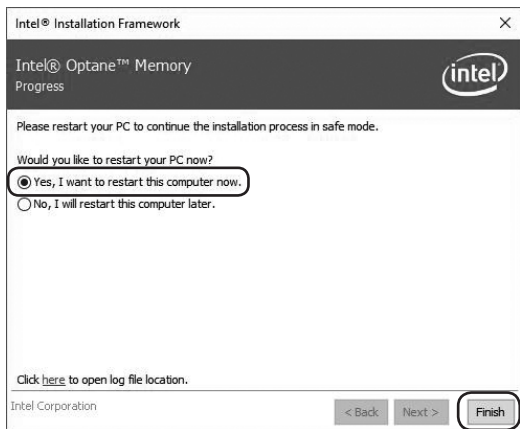 Intel® Installation Framework
Intel® Optane™ Memory
Progress
intel
Please restart your PC to continue the installation process in safe mode.
Would you like to restart your PC now?
Yes, I want to restart this computer now.
No, I will restart this computer later.
Click here to open log file location.
Intel Corporation
< Back Next > Finish